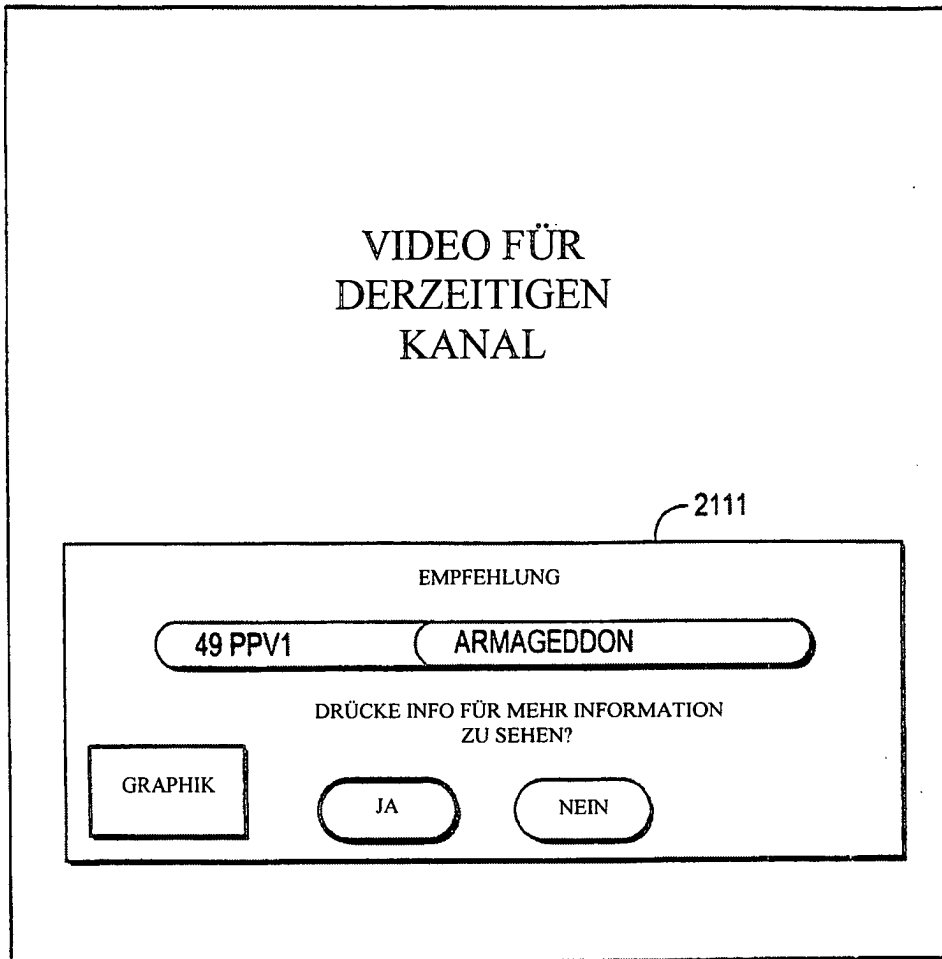 VIDEO FÜR
DERZEITIGEN
KANAL
2111
EMPFEHLUNG
49 PPV1 ARMAGEDDON
DRÜCKE INFO FÜR MEHR INFORMATION
ZU SEHEN?
GRAPHIK
JA NEIN